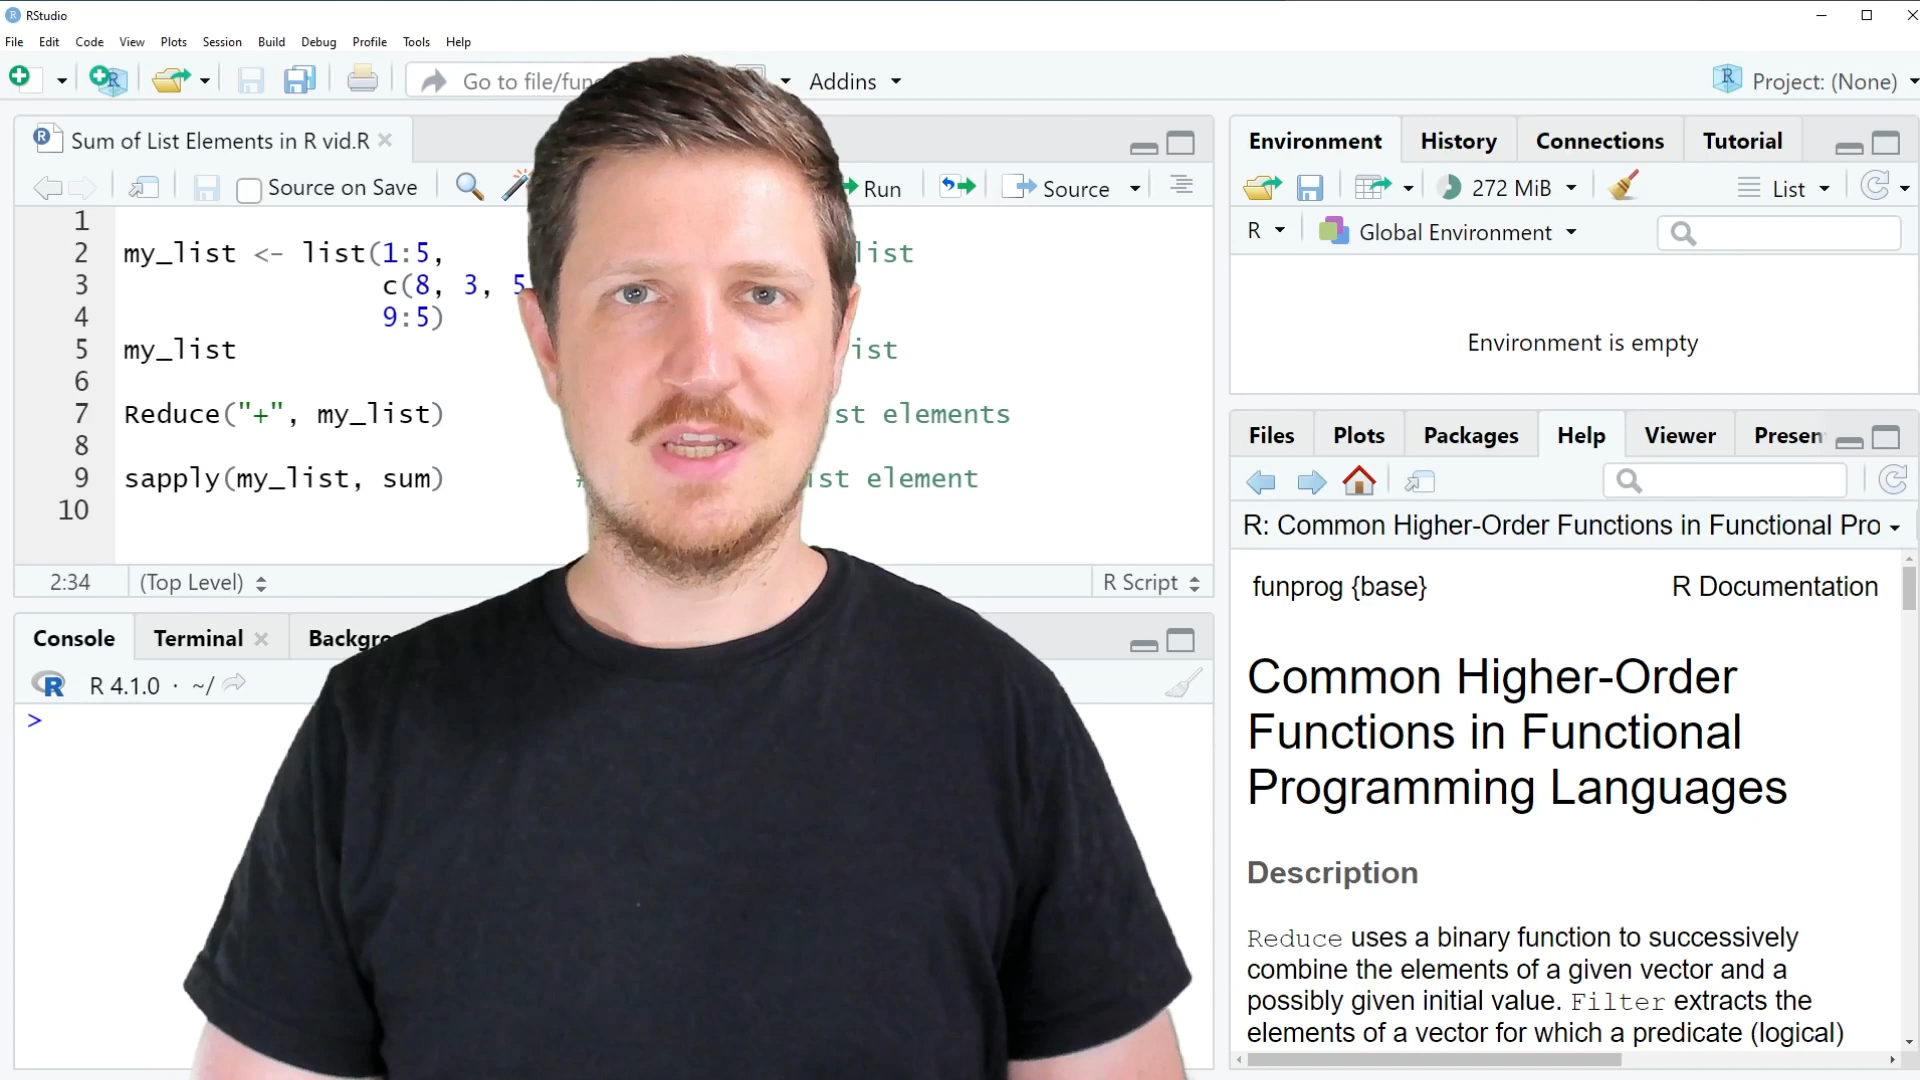 RStudio
File Edit Code View Plots Session Build Debug Profile Tools Help
Go to file/fun
Addins
Project: (None)
Sum of List Elements in R vid.R
Source on Save
Run
Source
1
2 my_list <- list(1:5, list
3 c(8, 3, 5
4 9:5)
5 my_list ist
6
7 Reduce("+", my_list) st elements
8
9 sapply(my_list, sum) # ist element
10
2:34 (Top Level) R Script
Console Terminal Backgro
R 4.1.0 · ~/
>
Environment History Connections Tutorial
272 MiB List
R Global Environment
Environment is empty
Files Plots Packages Help Viewer Presen
R: Common Higher-Order Functions in Functional Pro
funprog {base} R Documentation
Common Higher-Order
Functions in Functional
Programming Languages
Description
Reduce uses a binary function to successively
combine the elements of a given vector and a
possibly given initial value. Filter extracts the
elements of a vector for which a predicate (logical)